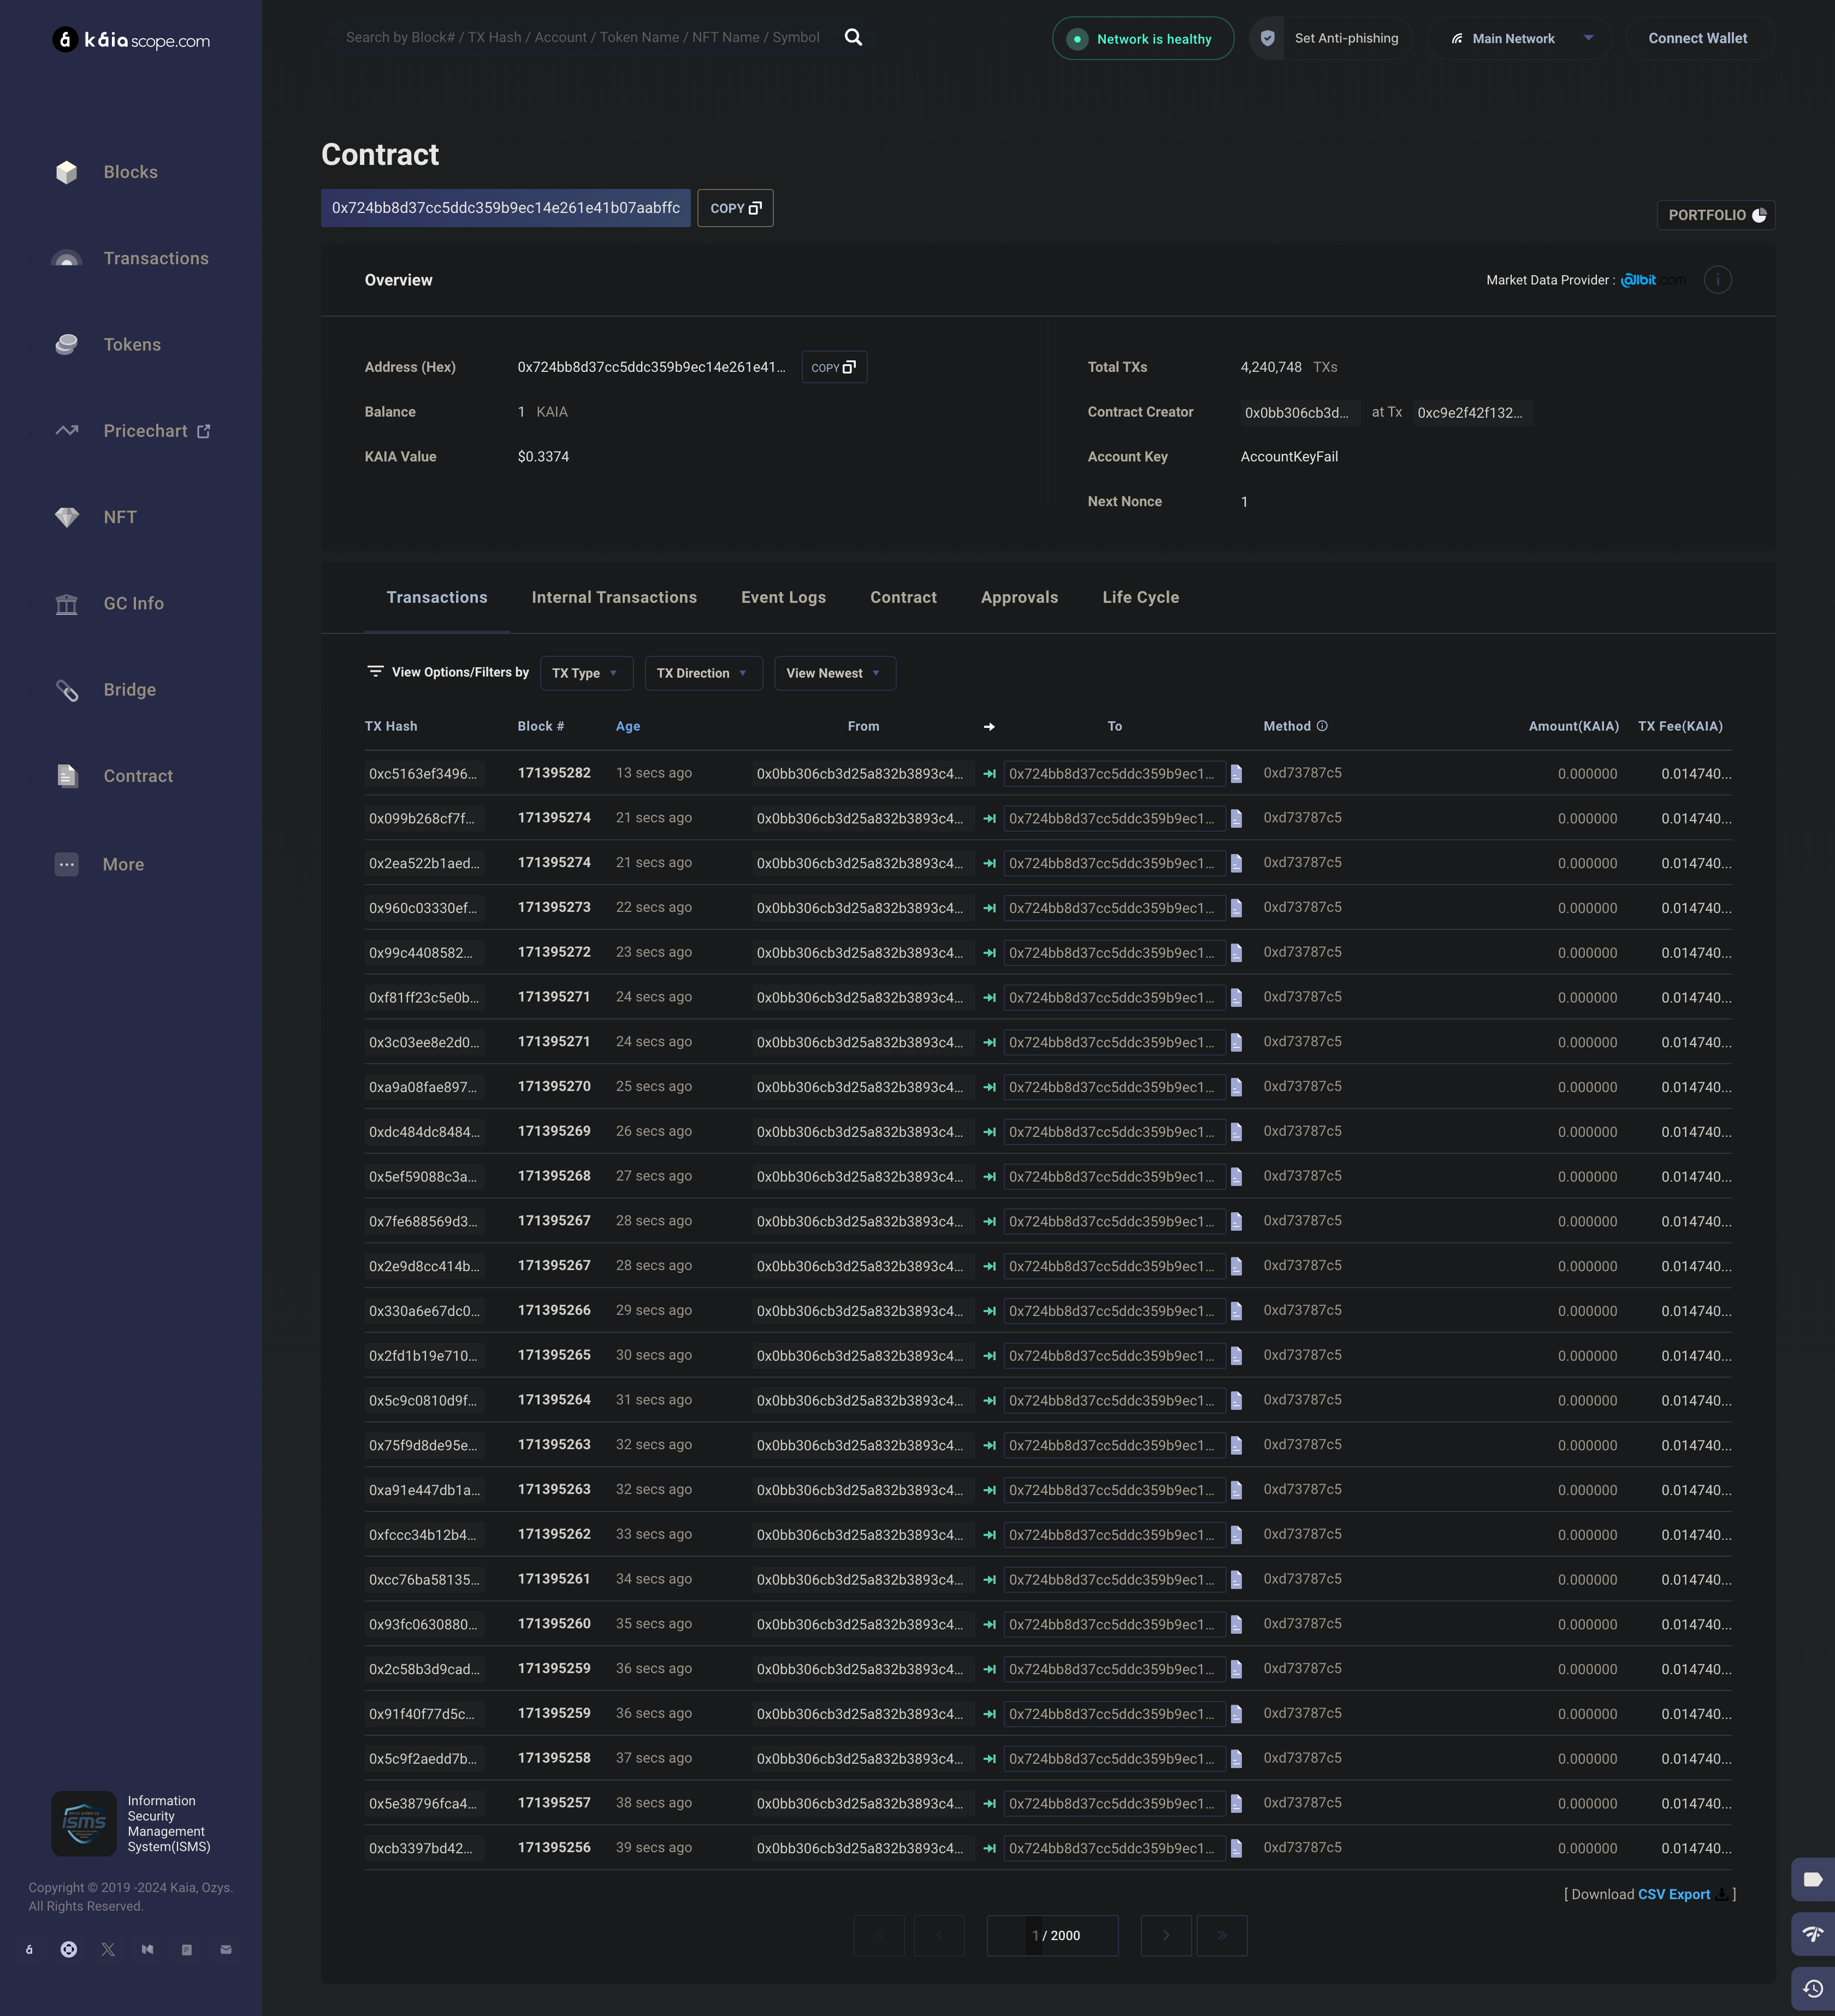 káiascope.com
Search by Block# / TX Hash / Account / Token Name / NFT Name / Symbol
Network is healthy
Set Anti-phishing
Main Network
Connect Wallet
Blocks
Transactions
Tokens
Pricechart
NFT
GC Info
Bridge
Contract
More
Contract
0x724bb8d37cc5ddc359b9ec14e261e41b07aabffc COPY
PORTFOLIO
Overview
Market Data Provider : @llbit.com
Address (Hex) 0x724bb8d37cc5ddc359b9ec14e261e41... COPY
Balance 1 KAIA
KAIA Value $0.3374
Total TXs 4,240,748 TXs
Contract Creator 0x0bb306cb3d... at Tx 0xc9e2f42f132...
Account Key AccountKeyFail
Next Nonce 1
Transactions Internal Transactions Event Logs Contract Approvals Life Cycle
View Options/Filters by TX Type TX Direction View Newest
TX Hash Block # Age From To Method Amount(KAIA) TX Fee(KAIA)
0xc5163ef3496... 171395282 13 secs ago 0x0bb306cb3d25a832b3893c4... 0x724bb8d37cc5ddc359b9ec1... 0xd73787c5 0.000000 0.014740...
0x099b268cf7f... 171395274 21 secs ago 0x0bb306cb3d25a832b3893c4... 0x724bb8d37cc5ddc359b9ec1... 0xd73787c5 0.000000 0.014740...
0x2ea522b1aed... 171395274 21 secs ago 0x0bb306cb3d25a832b3893c4... 0x724bb8d37cc5ddc359b9ec1... 0xd73787c5 0.000000 0.014740...
0x960c03330ef... 171395273 22 secs ago 0x0bb306cb3d25a832b3893c4... 0x724bb8d37cc5ddc359b9ec1... 0xd73787c5 0.000000 0.014740...
0x99c4408582... 171395272 23 secs ago 0x0bb306cb3d25a832b3893c4... 0x724bb8d37cc5ddc359b9ec1... 0xd73787c5 0.000000 0.014740...
0xf81ff23c5e0b... 171395271 24 secs ago 0x0bb306cb3d25a832b3893c4... 0x724bb8d37cc5ddc359b9ec1... 0xd73787c5 0.000000 0.014740...
0x3c03ee8e2d0... 171395271 24 secs ago 0x0bb306cb3d25a832b3893c4... 0x724bb8d37cc5ddc359b9ec1... 0xd73787c5 0.000000 0.014740...
0xa9a08fae897... 171395270 25 secs ago 0x0bb306cb3d25a832b3893c4... 0x724bb8d37cc5ddc359b9ec1... 0xd73787c5 0.000000 0.014740...
0xdc484dc8484... 171395269 26 secs ago 0x0bb306cb3d25a832b3893c4... 0x724bb8d37cc5ddc359b9ec1... 0xd73787c5 0.000000 0.014740...
0x5ef59088c3a... 171395268 27 secs ago 0x0bb306cb3d25a832b3893c4... 0x724bb8d37cc5ddc359b9ec1... 0xd73787c5 0.000000 0.014740...
0x7fe688569d3... 171395267 28 secs ago 0x0bb306cb3d25a832b3893c4... 0x724bb8d37cc5ddc359b9ec1... 0xd73787c5 0.000000 0.014740...
0x2e9d8cc414b... 171395267 28 secs ago 0x0bb306cb3d25a832b3893c4... 0x724bb8d37cc5ddc359b9ec1... 0xd73787c5 0.000000 0.014740...
0x330a6e67dc0... 171395266 29 secs ago 0x0bb306cb3d25a832b3893c4... 0x724bb8d37cc5ddc359b9ec1... 0xd73787c5 0.000000 0.014740...
0x2fd1b19e710... 171395265 30 secs ago 0x0bb306cb3d25a832b3893c4... 0x724bb8d37cc5ddc359b9ec1... 0xd73787c5 0.000000 0.014740...
0x5c9c0810d9f... 171395264 31 secs ago 0x0bb306cb3d25a832b3893c4... 0x724bb8d37cc5ddc359b9ec1... 0xd73787c5 0.000000 0.014740...
0x75f9d8de95e... 171395263 32 secs ago 0x0bb306cb3d25a832b3893c4... 0x724bb8d37cc5ddc359b9ec1... 0xd73787c5 0.000000 0.014740...
0xa91e447db1a... 171395263 32 secs ago 0x0bb306cb3d25a832b3893c4... 0x724bb8d37cc5ddc359b9ec1... 0xd73787c5 0.000000 0.014740...
0xfccc34b12b4... 171395262 33 secs ago 0x0bb306cb3d25a832b3893c4... 0x724bb8d37cc5ddc359b9ec1... 0xd73787c5 0.000000 0.014740...
0xcc76ba58135... 171395261 34 secs ago 0x0bb306cb3d25a832b3893c4... 0x724bb8d37cc5ddc359b9ec1... 0xd73787c5 0.000000 0.014740...
0x93fc0630880... 171395260 35 secs ago 0x0bb306cb3d25a832b3893c4... 0x724bb8d37cc5ddc359b9ec1... 0xd73787c5 0.000000 0.014740...
0x2c58b3d9cad... 171395259 36 secs ago 0x0bb306cb3d25a832b3893c4... 0x724bb8d37cc5ddc359b9ec1... 0xd73787c5 0.000000 0.014740...
0x91f40f77d5c... 171395259 36 secs ago 0x0bb306cb3d25a832b3893c4... 0x724bb8d37cc5ddc359b9ec1... 0xd73787c5 0.000000 0.014740...
0x5c9f2aedd7b... 171395258 37 secs ago 0x0bb306cb3d25a832b3893c4... 0x724bb8d37cc5ddc359b9ec1... 0xd73787c5 0.000000 0.014740...
0x5e38796fca4... 171395257 38 secs ago 0x0bb306cb3d25a832b3893c4... 0x724bb8d37cc5ddc359b9ec1... 0xd73787c5 0.000000 0.014740...
0xcb3397bd42... 171395256 39 secs ago 0x0bb306cb3d25a832b3893c4... 0x724bb8d37cc5ddc359b9ec1... 0xd73787c5 0.000000 0.014740...
[ Download CSV Export ]
1 / 2000
ISMS
Information
Security
Management
System(ISMS)
Copyright © 2019 -2024 Kaia, Ozys.
All Rights Reserved.